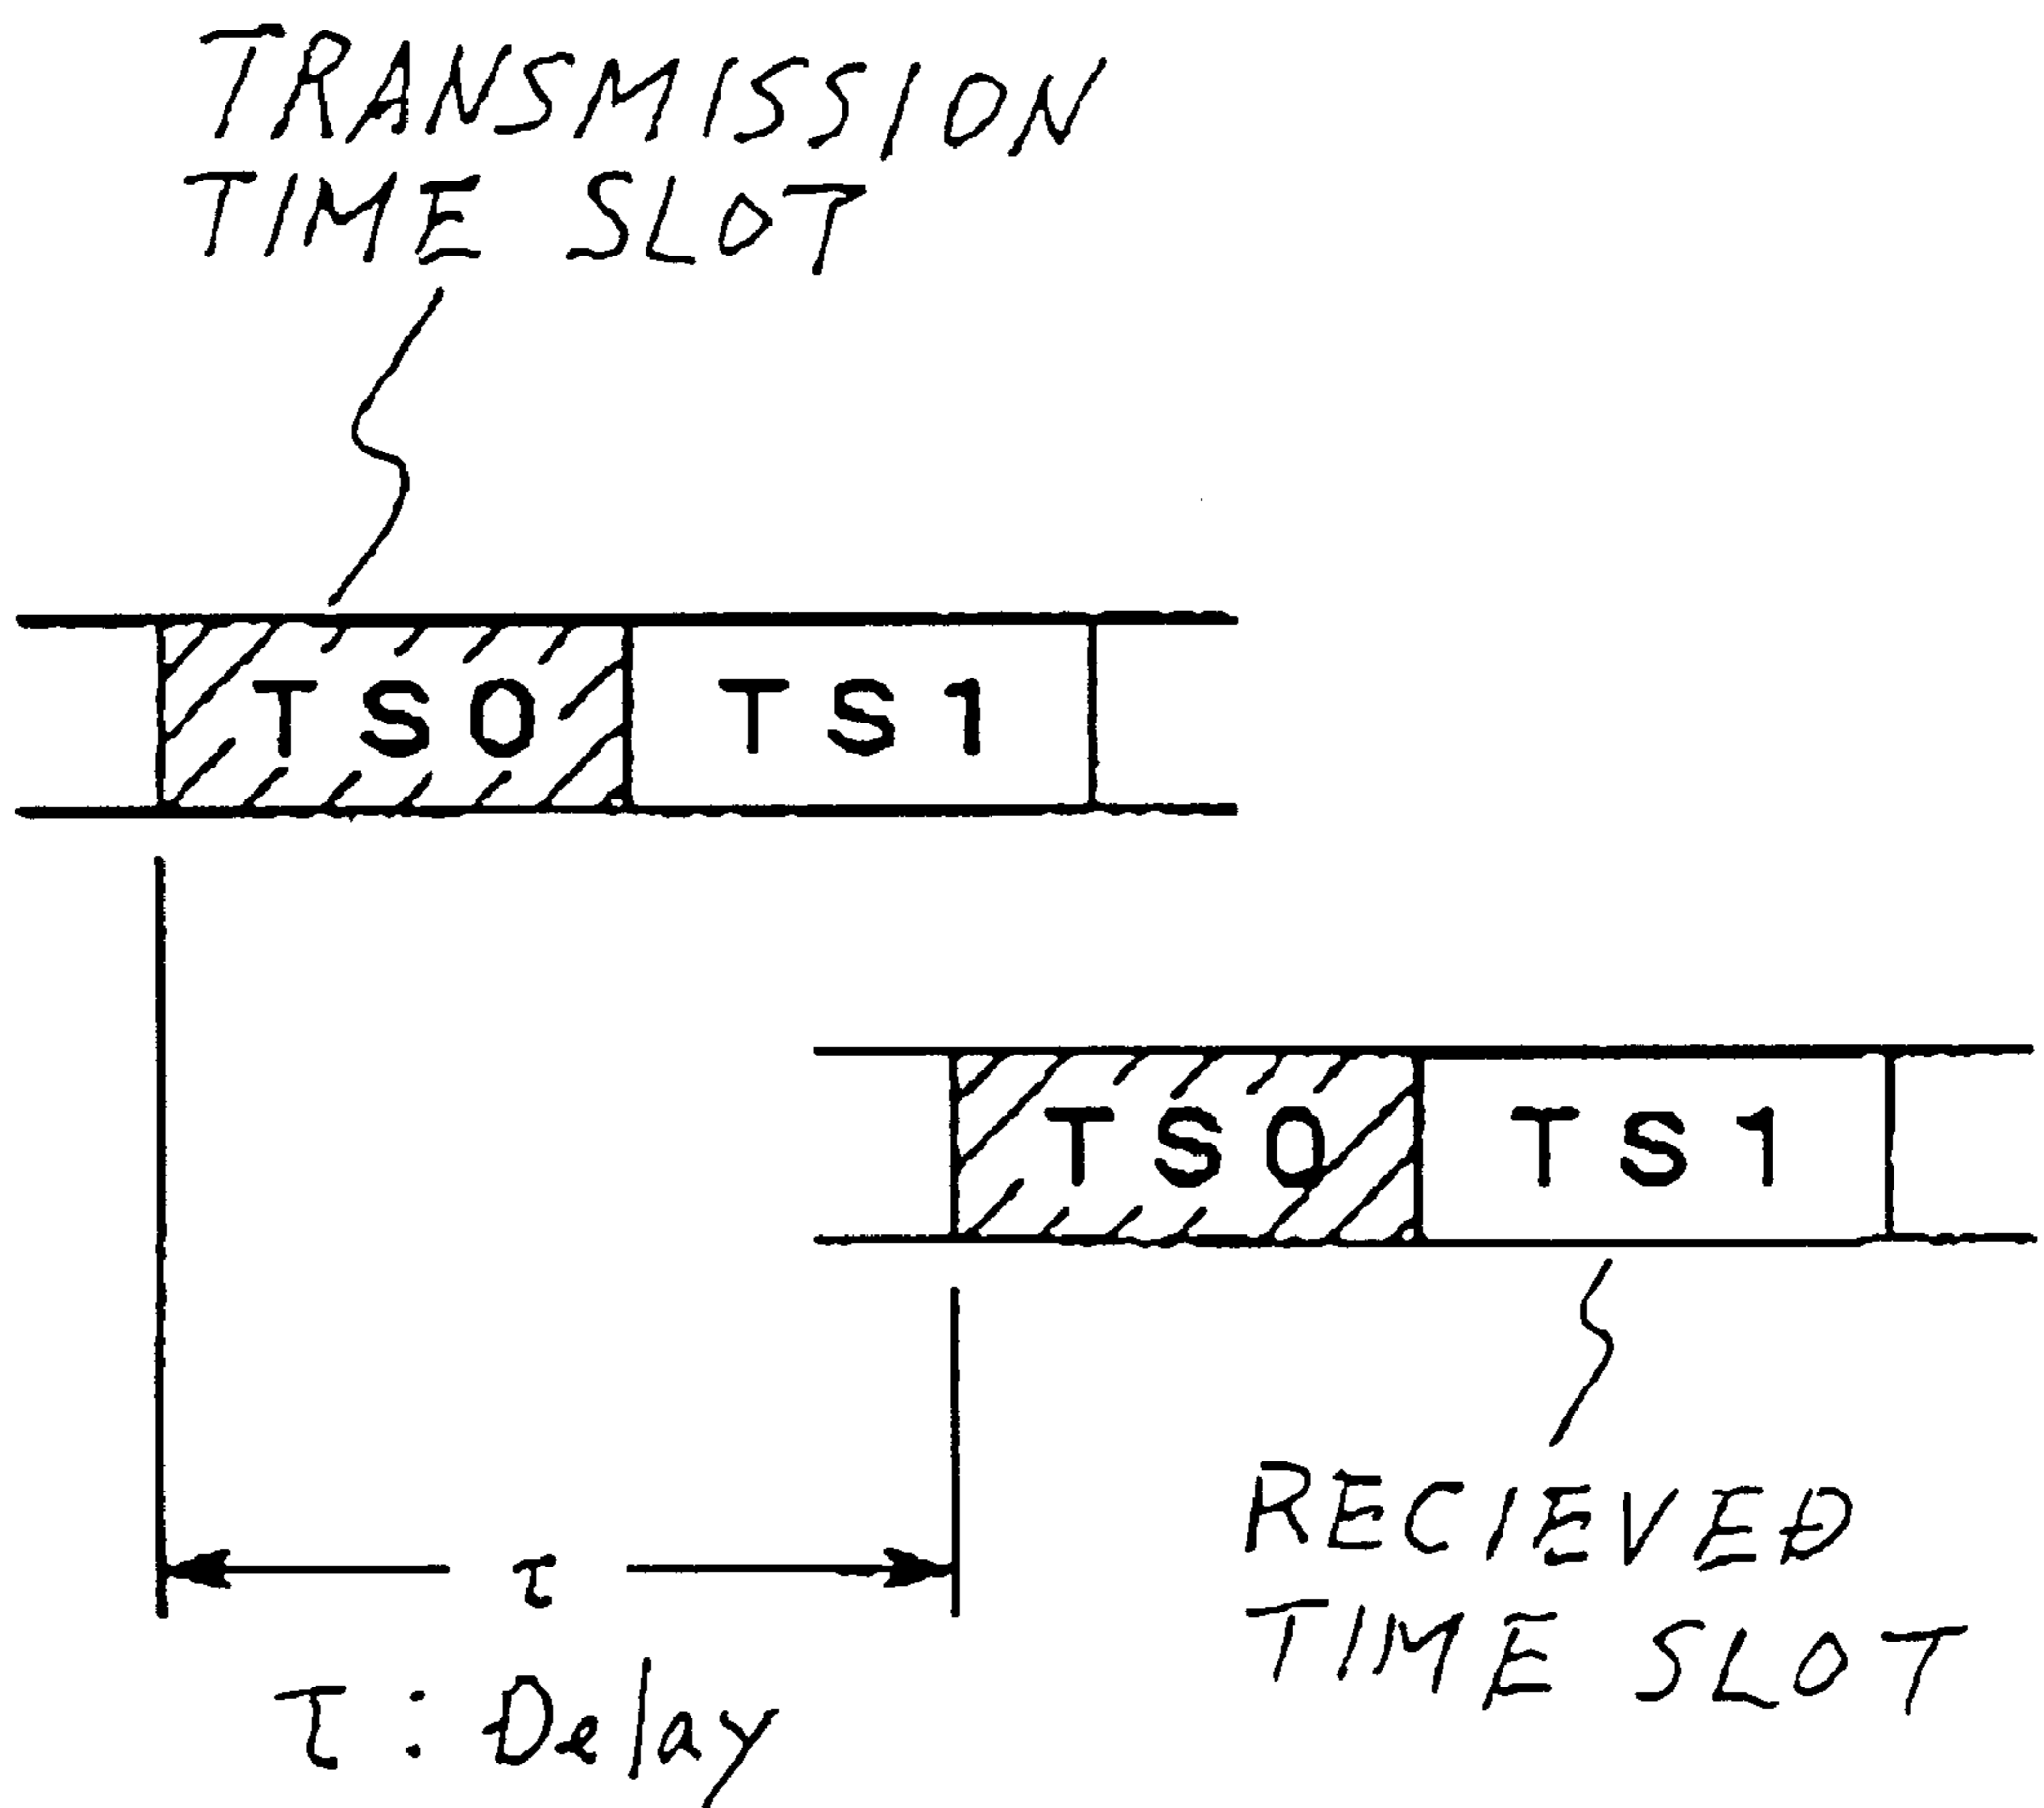 TRANSMISSION
TIME SLOT
TS0 TS1
TS0 TS1
τ
RECIEVED
TIME SLOT
τ : Delay